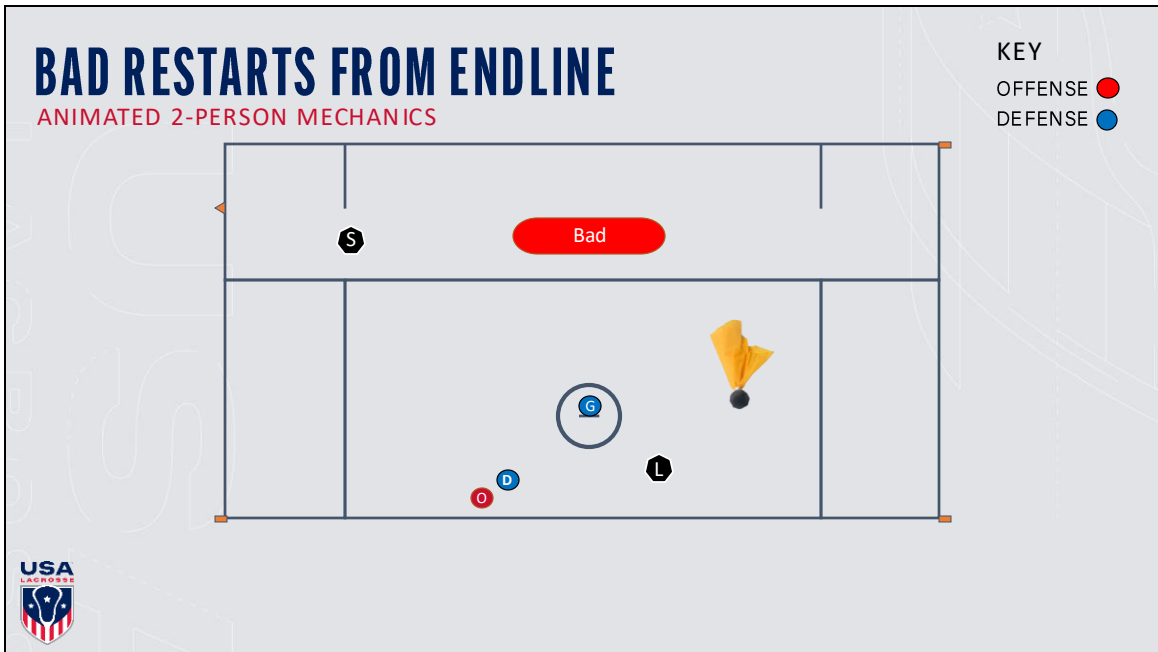 BAD RESTARTS FROM ENDLINE
ANIMATED 2-PERSON MECHANICS
KEY
OFFENSE
DEFENSE
S
Bad
G
L
D
O
USA
LACROSSE